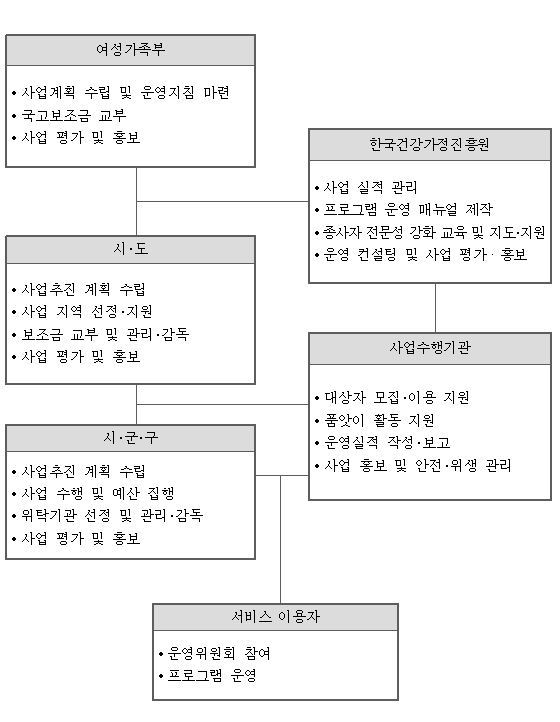 여성가족부
• 사업계획 수립 및 운영지침 마련
• 국고보조금 교부
• 사업 평가 및 홍보
한국건강가정진흥원
• 사업 실적 관리
• 프로그램 운영 매뉴얼 제작
• 종사자 전문성 강화 교육 및 지도·지원
• 운영 컨설팅 및 사업 평가· 홍보
시·도
• 사업추진 계획 수립
• 사업 지역 선정·지원
• 보조금 교부 및 관리·감독
• 사업 평가 및 홍보
사업수행기관
• 대상자 모집·이용 지원
• 품앗이 활동 지원
• 운영실적 작성·보고
• 사업 홍보 및 안전·위생 관리
시·군·구
• 사업추진 계획 수립
• 사업 수행 및 예산 집행
• 위탁기관 선정 및 관리·감독
• 사업 평가 및 홍보
서비스 이용자
• 운영위원회 참여
• 프로그램 운영